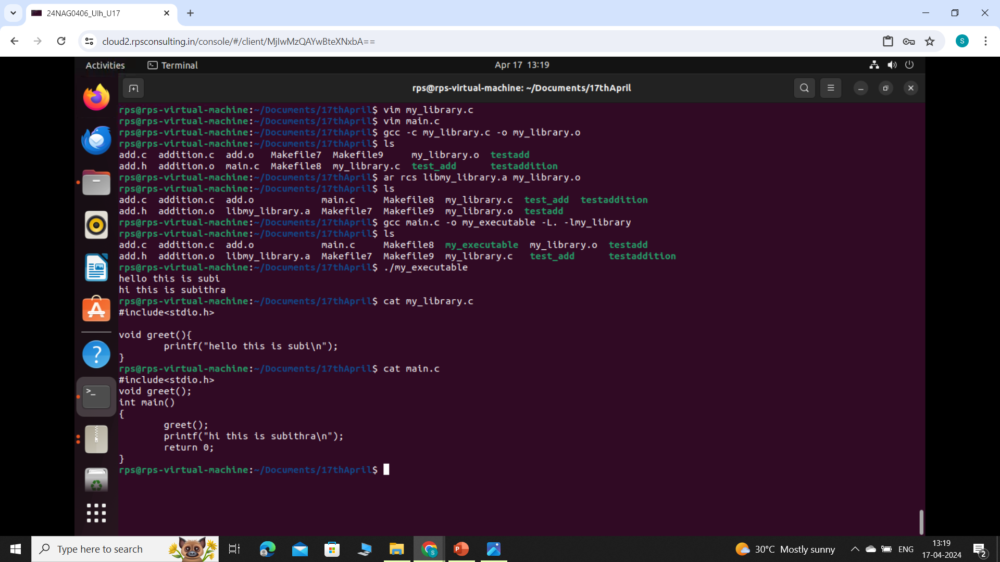 24NAG0406_Ulh_U17
cloud2.rpsconsulting.in/console/#/client/MjIwMzQAYwBteXNxbA==
S
Activities
Terminal
Apr 17 13:19
rps@rps-virtual-machine: ~/Documents/17thApril
rps@rps-virtual-machine:~/Documents/17thApril$ vim my_library.c
rps@rps-virtual-machine:~/Documents/17thApril$ vim main.c
rps@rps-virtual-machine:~/Documents/17thApril$ gcc -c my_library.c -o my_library.o
rps@rps-virtual-machine:~/Documents/17thApril$ ls
add.c addition.c add.o Makefile7 Makefile9 my_library.o testadd
add.h addition.o main.c Makefile8 my_library.c test_add testaddition
rps@rps-virtual-machine:~/Documents/17thApril$ ar rcs libmy_library.a my_library.o
rps@rps-virtual-machine:~/Documents/17thApril$ ls
add.c addition.c add.o main.c Makefile8 my_library.c test_add testaddition
add.h addition.o libmy_library.a Makefile7 Makefile9 my_library.o testadd
rps@rps-virtual-machine:~/Documents/17thApril$ gcc main.c -o my_executable -L. -lmy_library
rps@rps-virtual-machine:~/Documents/17thApril$ ls
add.c addition.c add.o main.c Makefile8 my_executable my_library.o testadd
add.h addition.o libmy_library.a Makefile7 Makefile9 my_library.c test_add testaddition
rps@rps-virtual-machine:~/Documents/17thApril$ ./my_executable
hello this is subi
hi this is subithra
rps@rps-virtual-machine:~/Documents/17thApril$ cat my_library.c
#include<stdio.h>
void greet(){
printf("hello this is subi\n");
}
rps@rps-virtual-machine:~/Documents/17thApril$ cat main.c
#include<stdio.h>
void greet();
int main()
{
greet();
printf("hi this is subithra\n");
return 0;
}
rps@rps-virtual-machine:~/Documents/17thApril$
Type here to search
30°C Mostly sunny
ENG
13:19
17-04-2024
2